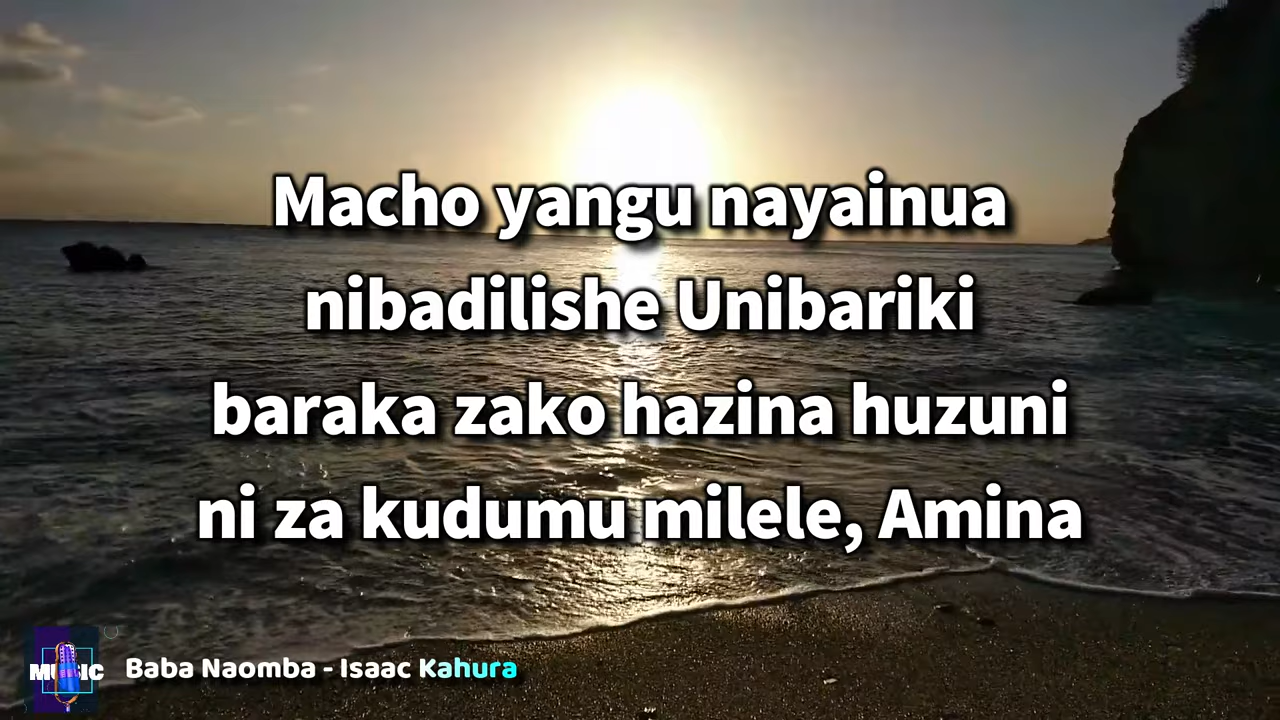 Macho yangu nayainua
nibadilishe Unibariki
baraka zako hazina huzuni
ni za kudumu milele, Amina
MUSIC
Baba Naomba - Isaac Kahura